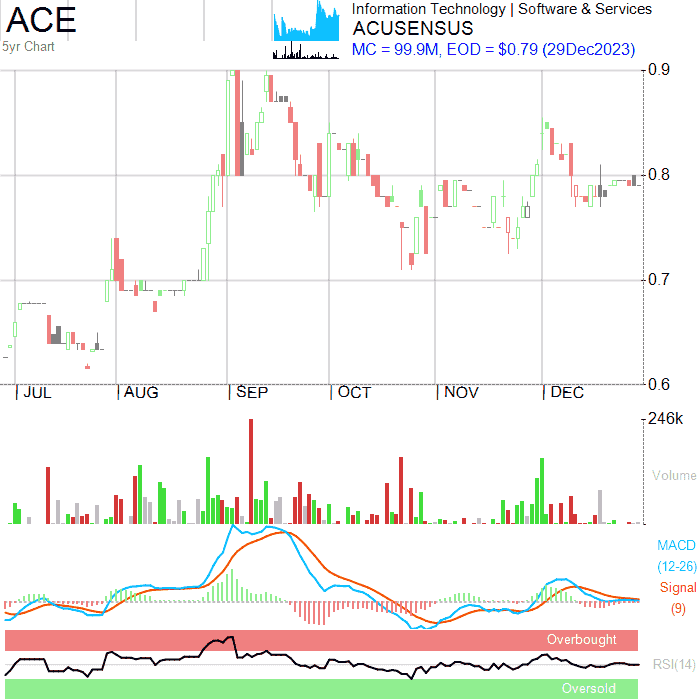 ACE
5yr Chart
Information Technology | Software & Services
ACUSENSUS
MC = 99.9M, EOD = $0.79 (29Dec2023)
0.9
0.8
0.7
0.6
JUL
AUG
SEP
OCT
NOV
DEC
246k
Volume
MACD
(12-26)
Signal
(9)
Overbought
RSI(14)
Oversold